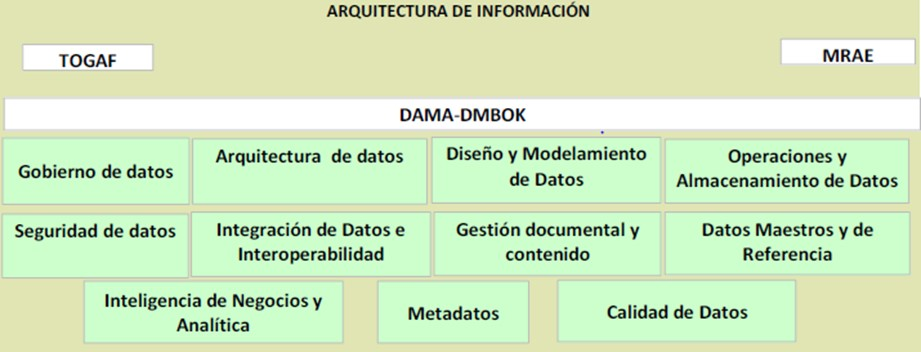 ARQUITECTURA DE INFORMACIÓN
TOGAF
MRAE
DAMA-DMBOK
Gobierno de datos
Arquitectura de datos
Diseño y Modelamiento
de Datos
Operaciones y
Almacenamiento de Datos
Seguridad de datos
Integración de Datos e
Interoperabilidad
Gestión documental y
contenido
Datos Maestros y de
Referencia
Inteligencia de Negocios y
Analítica
Metadatos
Calidad de Datos